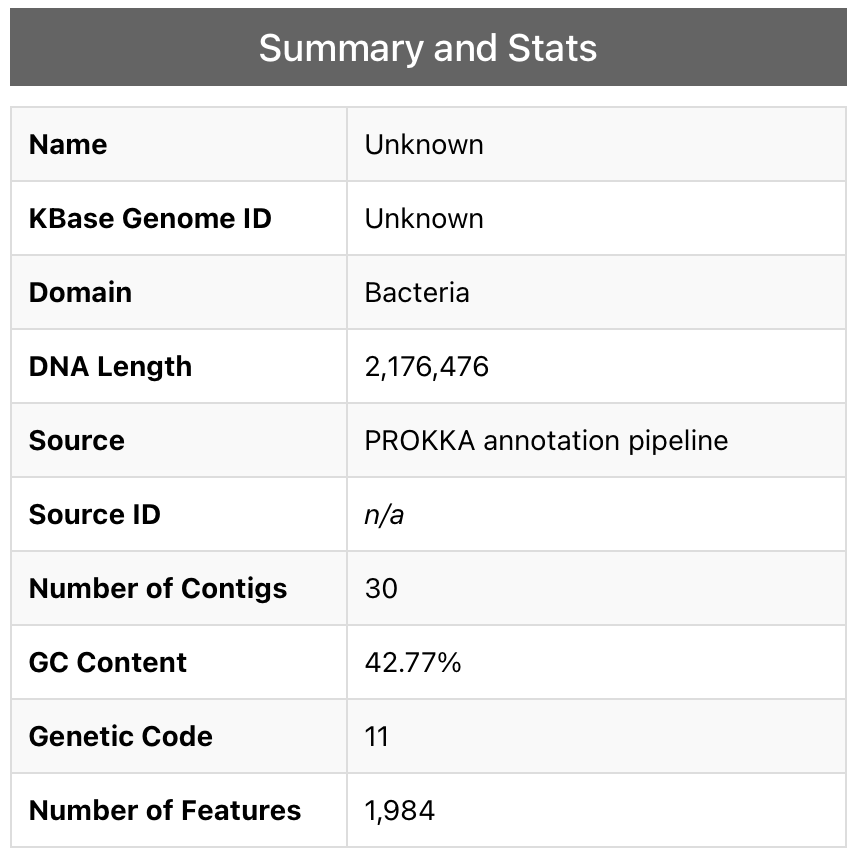 Summary and Stats
Name Unknown
KBase Genome ID Unknown
Domain Bacteria
DNA Length 2,176,476
Source PROKKA annotation pipeline
Source ID n/a
Number of Contigs 30
GC Content 42.77%
Genetic Code 11
Number of Features 1,984